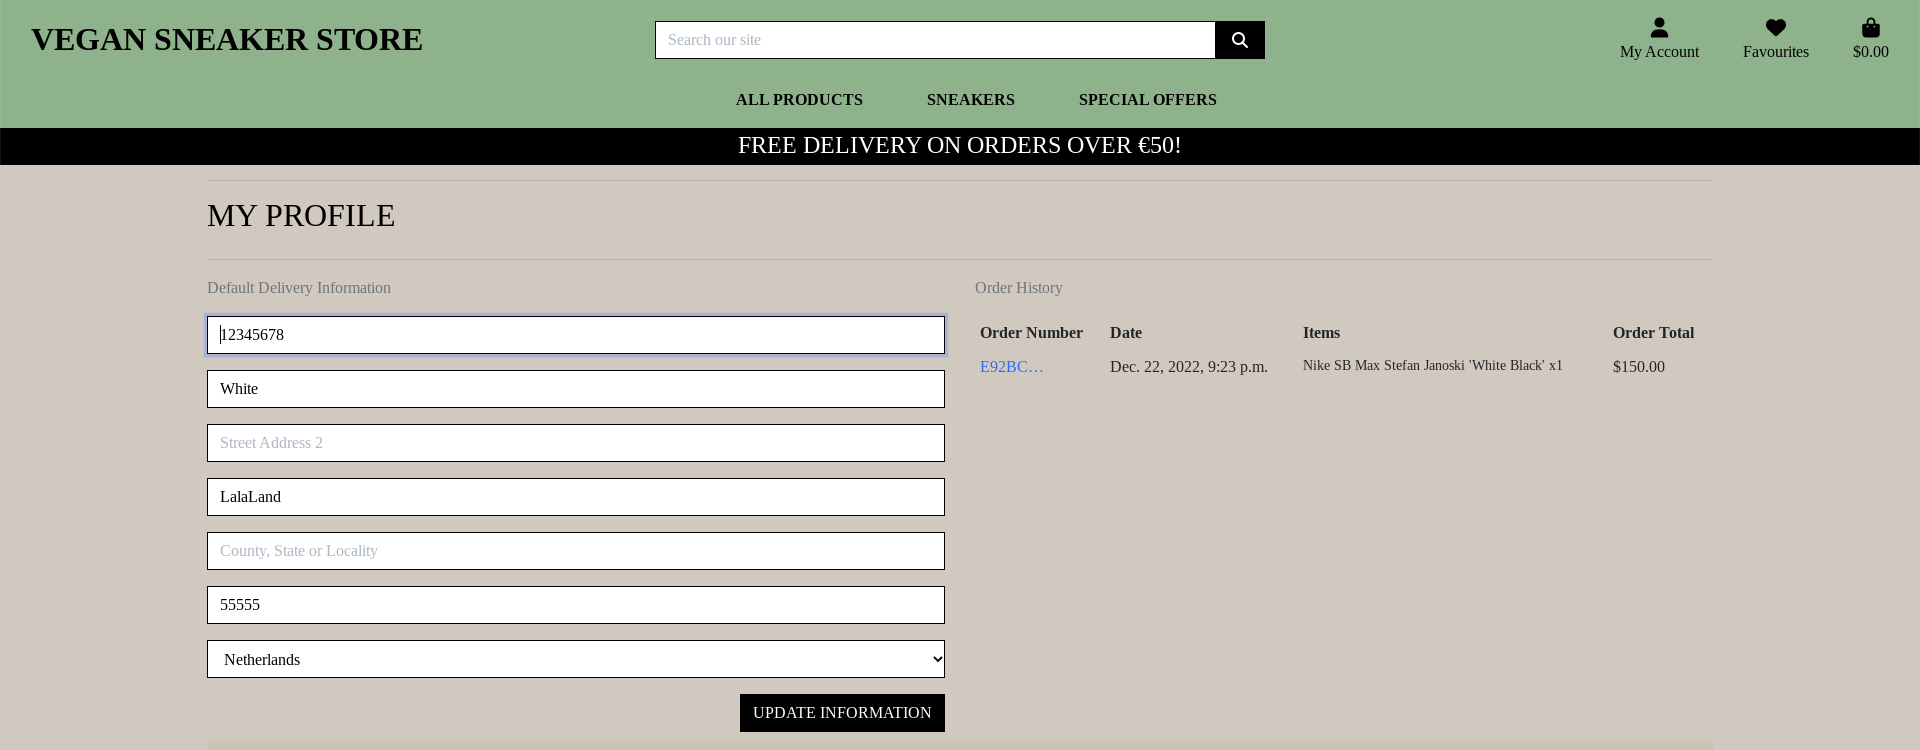 VEGAN SNEAKER STORE
Search our site
My Account
Favourites
$0.00
ALL PRODUCTS
SNEAKERS
SPECIAL OFFERS
FREE DELIVERY ON ORDERS OVER €50!
MY PROFILE
Default Delivery Information
12345678
White
Street Address 2
LalaLand
County, State or Locality
55555
Netherlands
UPDATE INFORMATION
Order History
Order Number Date Items Order Total
E92BC… Dec. 22, 2022, 9:23 p.m. Nike SB Max Stefan Janoski 'White Black' x1 $150.00